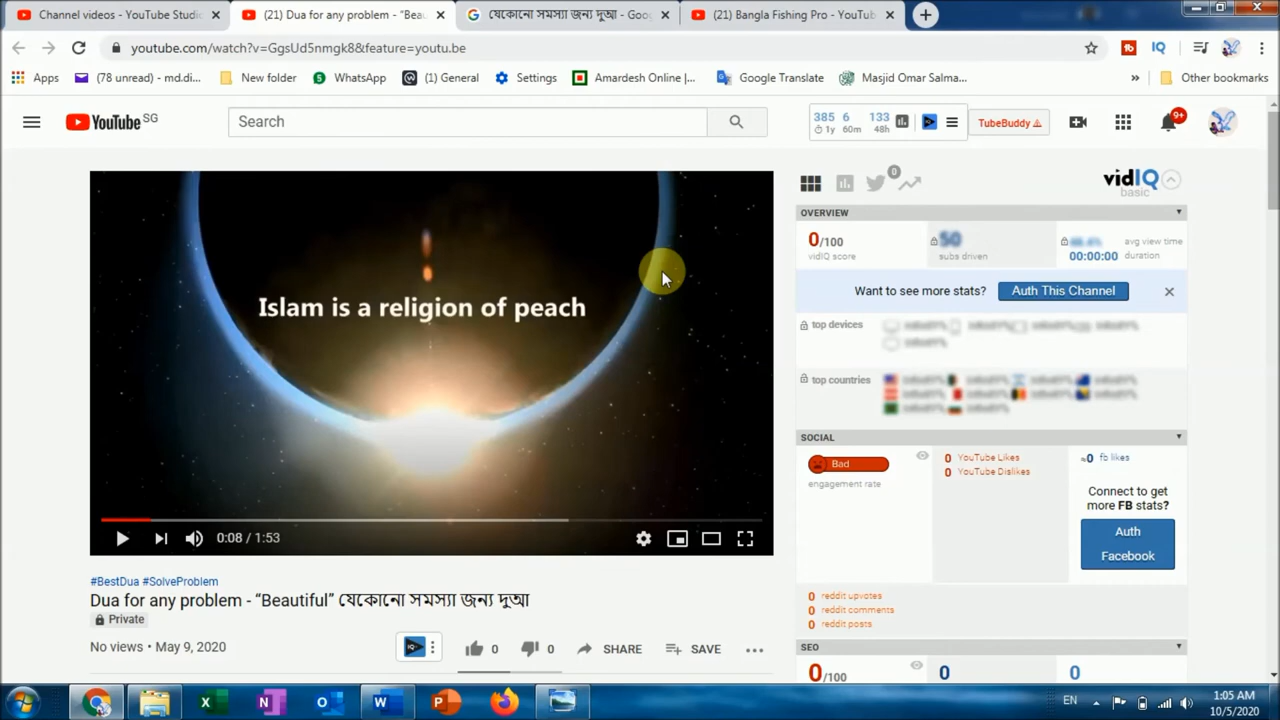 Channel videos - YouTube Studio
(21) Dua for any problem - "Beau
যেকোনো সমস্যা জন্য দুআ - Goo
(21) Bangla Fishing Pro - YouTub
youtube.com/watch?v=GgsUd5nmgk8&feature=youtu.be
Apps
(78 unread) - md.di...
New folder
WhatsApp
(1) General
Settings
Amardesh Online |...
Google Translate
Masjid Omar Salma...
»
Other bookmarks
YouTube SG
Search
385 6 133
1y 60m 48h
TubeBuddy
9+
0
vidIQ
basic
OVERVIEW
0/100
vidIQ score
50
subs driven
avg view time
00:00:00 duration
Want to see more stats? Auth This Channel
top devices
top countries
Islam is a religion of peach
0:08 / 1:53
SOCIAL
Bad
engagement rate
0 YouTube Likes
0 YouTube Dislikes
≈0 fb likes
Connect to get
more FB stats?
Auth
Facebook
0 reddit upvotes
0 reddit comments
0 reddit posts
SEO
0/100
0
0
#BestDua #SolveProblem
Dua for any problem - “Beautiful” যেকোনো সমস্যা জন্য দুআ
Private
No views • May 9, 2020
IQ
0
0
SHARE
SAVE
EN
1:05 AM
10/5/2020